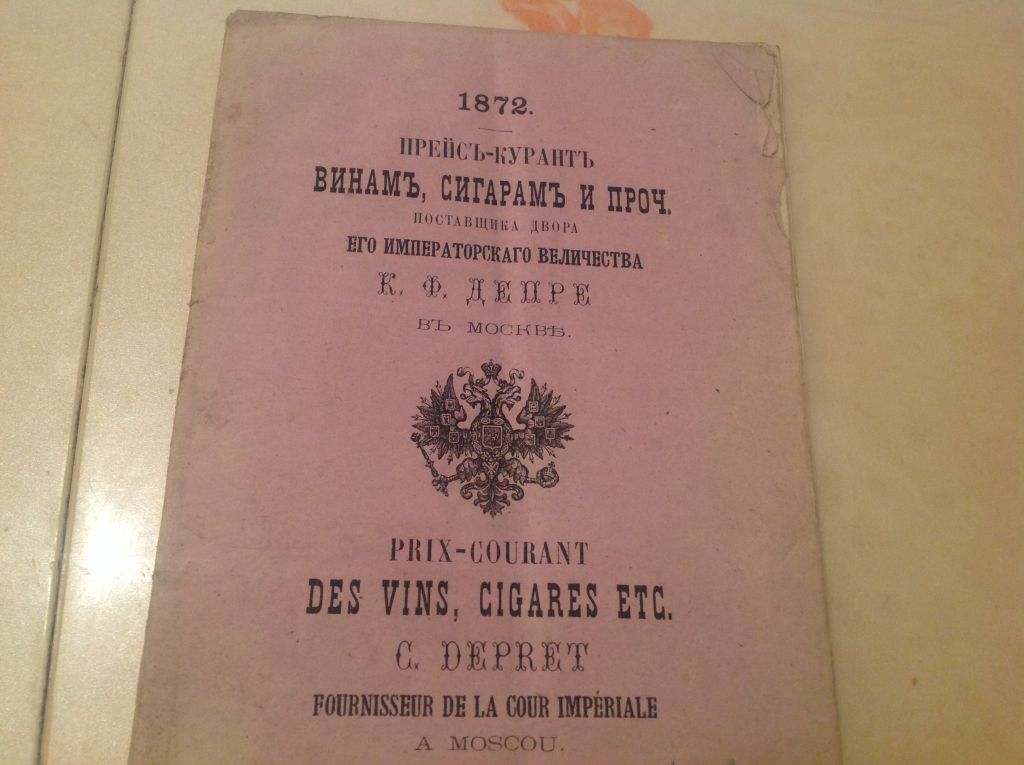 1872.
ПРЕЙСЪ-КУРАНТЪ
ВИНАМЪ, СИГАРАМЪ И ПРОЧ.
ПОСТАВЩИКА ДВОРА
ЕГО ИМПЕРАТОРСКАГО ВЕЛИЧЕСТВА
К. Ф. ДЕПРЕ
ВЪ МОСКВѢ.
PRIX-COURANT
DES VINS, CIGARES ETC.
C. DEPRET
FOURNISSEUR DE LA COUR IMPÉRIALE
A MOSCOU.